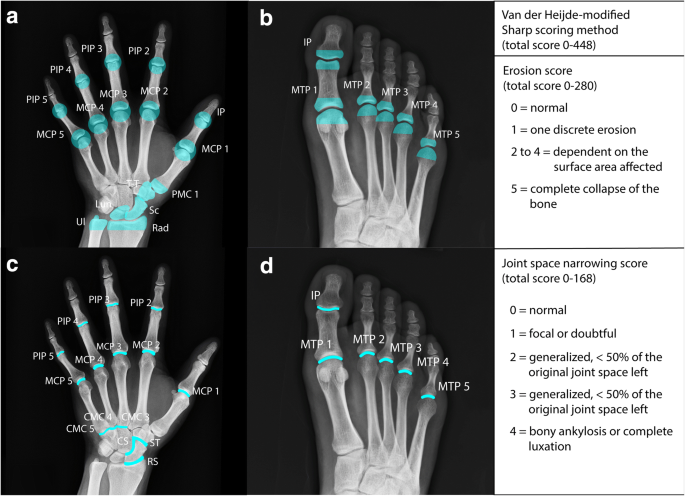 a
PIP 3
PIP 2
PIP 4
PIP 5
MCP 3
MCP 4
MCP 2
MCP 5
IP
MCP 1
TT
PMC 1
Lun
Sc
Ul
Rad
b
IP
MTP 1
MTP 2
MTP 3
MTP 4
MTP 5
Van der Heijde-modified
Sharp scoring method
(total score 0-448)
Erosion score
(total score 0-280)
0 = normal
1 = one discrete erosion
2 to 4 = dependent on the
surface area affected
5 = complete collapse of the
bone
c
PIP 3
PIP 2
PIP 4
PIP 5
MCP 3
MCP 2
MCP 4
MCP 5
MCP 1
CMC 4
CMC 3
CMC 5
CS
ST
RS
d
IP
MTP 1
MTP 2
MTP 3
MTP 4
MTP 5
Joint space narrowing score
(total score 0-168)
0 = normal
1 = focal or doubtful
2 = generalized, < 50% of the
original joint space left
3 = generalized, < 50% of the
original joint space left
4 = bony ankylosis or complete
luxation